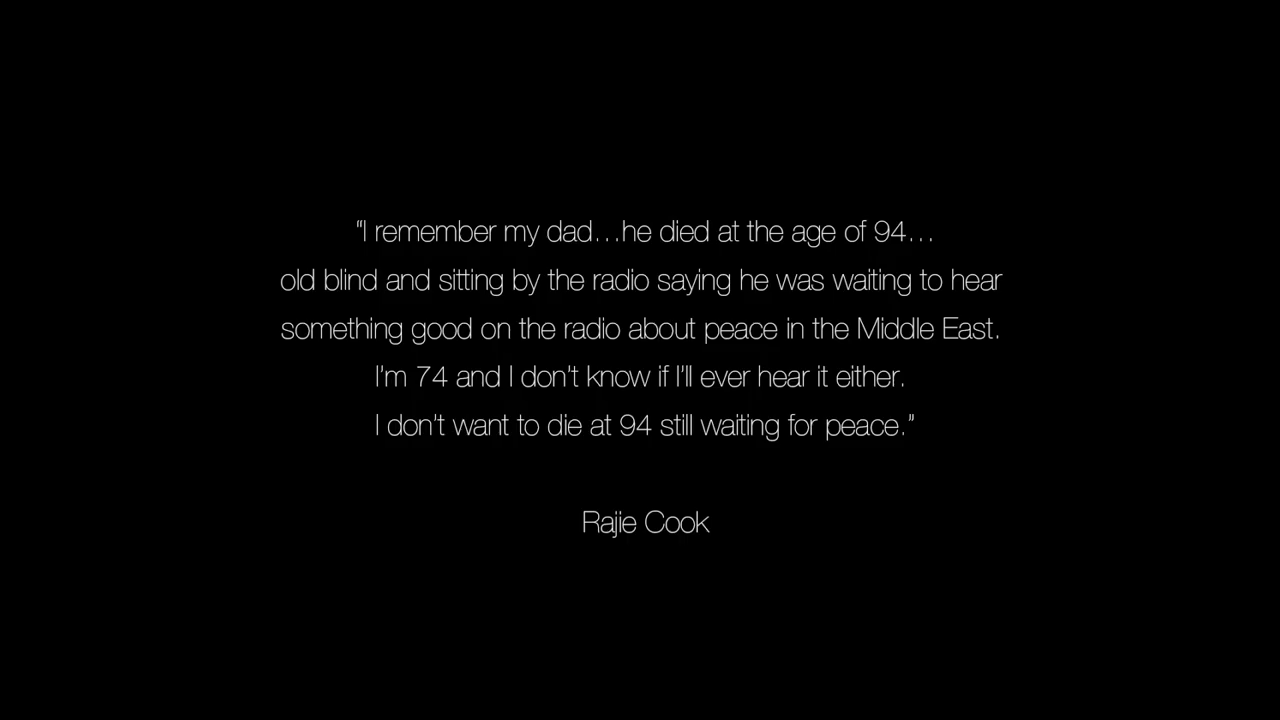 “I remember my dad...he died at the age of 94...
old blind and sitting by the radio saying he was waiting to hear
something good on the radio about peace in the Middle East.
I'm 74 and I don't know if I'll ever hear it either.
I don't want to die at 94 still waiting for peace.”
Rajie Cook